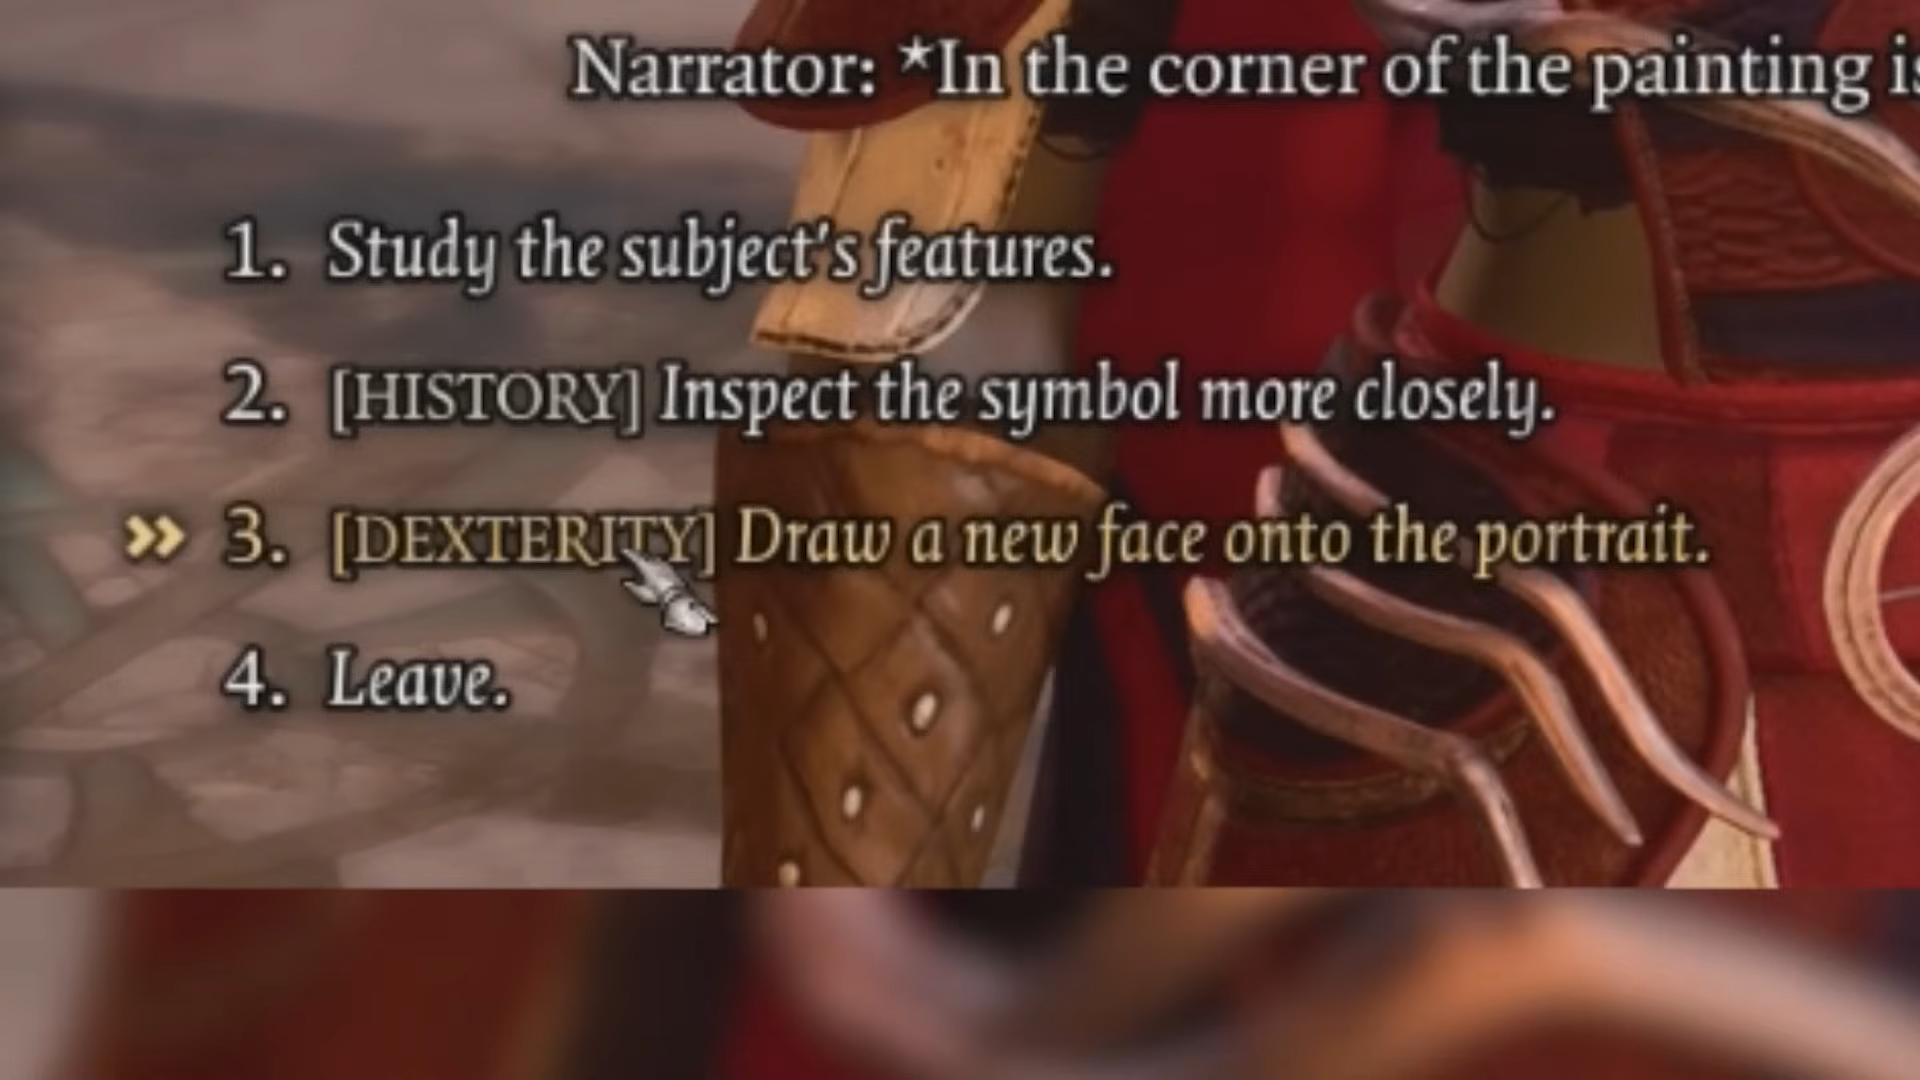 Narrator: *In the corner of the painting is
1. Study the subject's features.
2. [HISTORY] Inspect the symbol more closely.
3. [DEXTERITY] Draw a new face onto the portrait.
4. Leave.